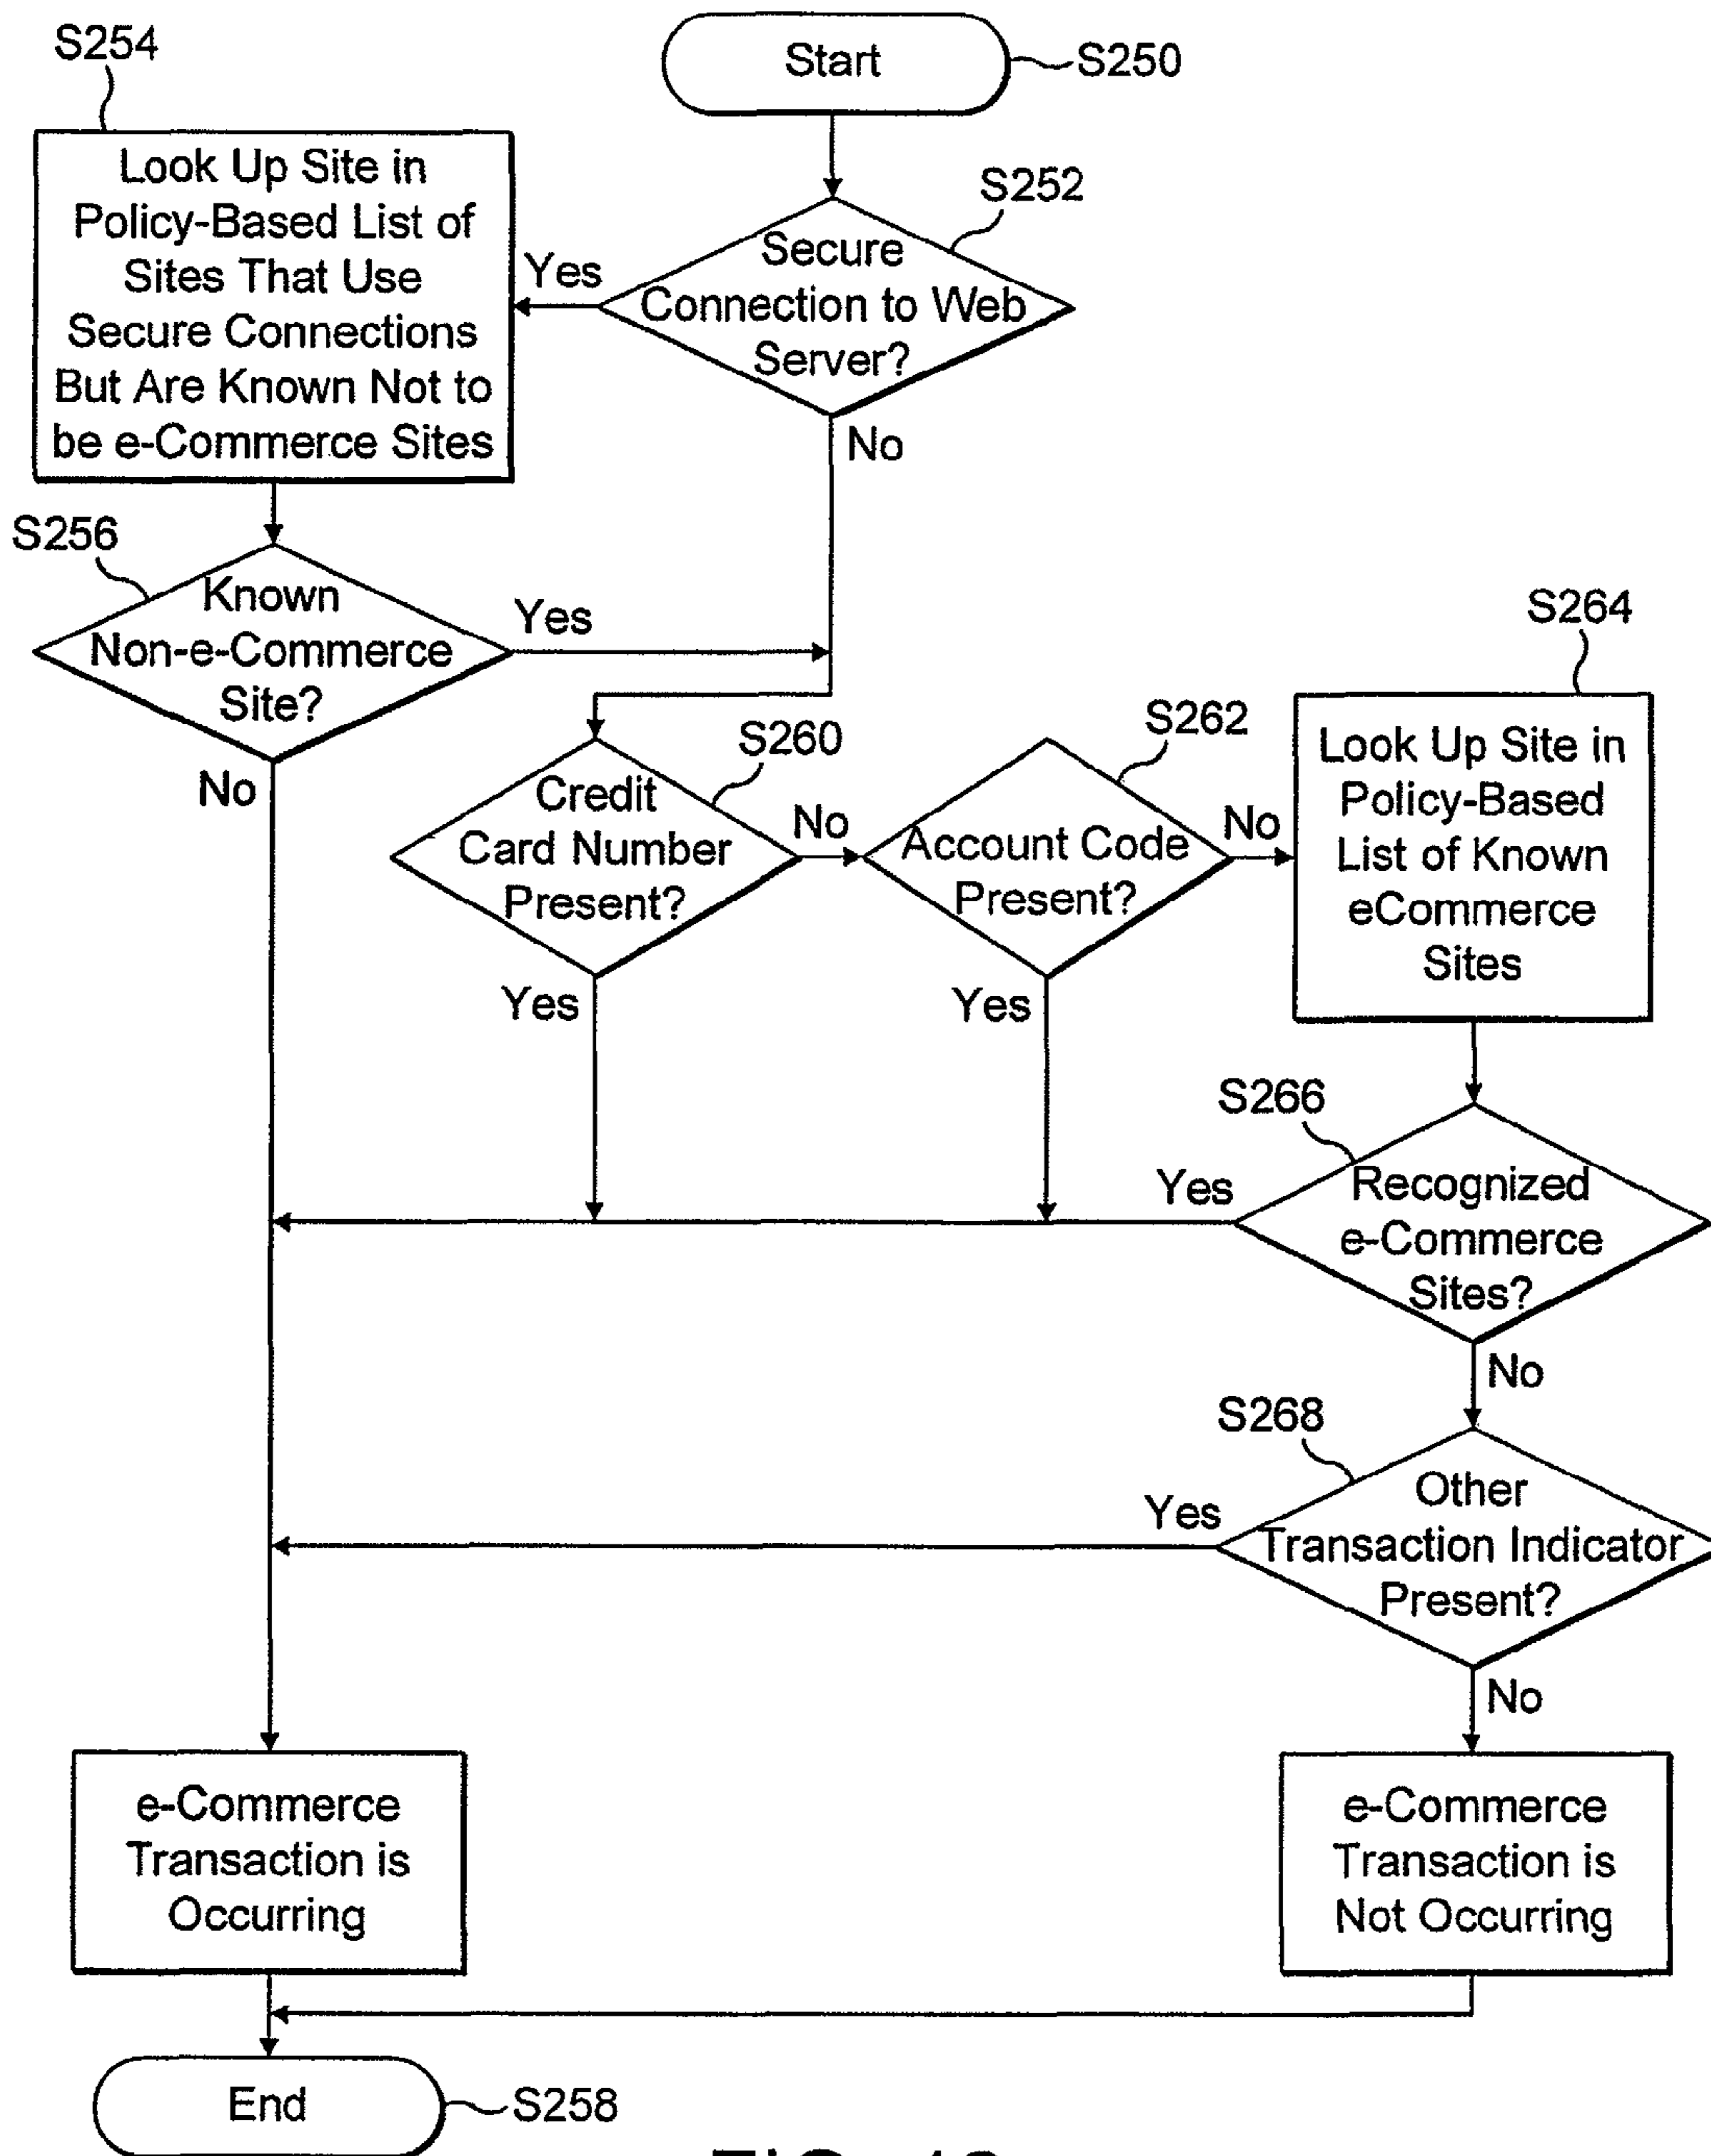 Start
S250
S254
Look Up Site in
Policy-Based List of
Sites That Use
Secure Connections
But Are Known Not to
be e-Commerce Sites
S252
Secure
Connection to Web
Server?
Yes
No
S256
Known
Non-e-Commerce
Site?
Yes
No
S260
Credit
Card Number
Present?
No
Yes
S262
Account Code
Present?
No
Yes
S264
Look Up Site in
Policy-Based
List of Known
eCommerce
Sites
S266
Recognized
e-Commerce
Sites?
Yes
No
S268
Other
Transaction Indicator
Present?
Yes
No
e-Commerce
Transaction is
Occurring
e-Commerce
Transaction is
Not Occurring
End
S258